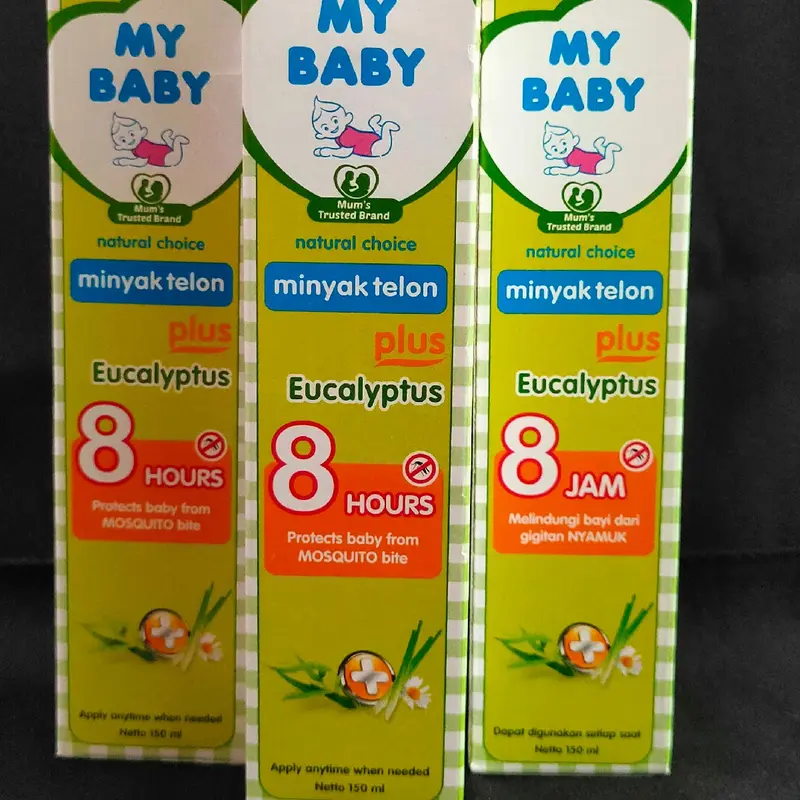 MY
BABY
Mum's
Trusted Brand
natural choice
minyak telon
plus
Eucalyptus
8
HOURS
Protects baby from
MOSQUITO bite
Apply anytime when needed
Netto 150 ml
MY
BABY
Mum's
Trusted Brand
natural choice
minyak telon
plus
Eucalyptus
8
HOURS
Protects baby from
MOSQUITO bite
Apply anytime when needed
Netto 150 ml
MY
BABY
Mum's
Trusted Brand
natural choice
minyak telon
plus
Eucalyptus
8
JAM
Melindungi bayi dari
gigitan NYAMUK
Dapat digunakan setiap saat
Netto 150 ml